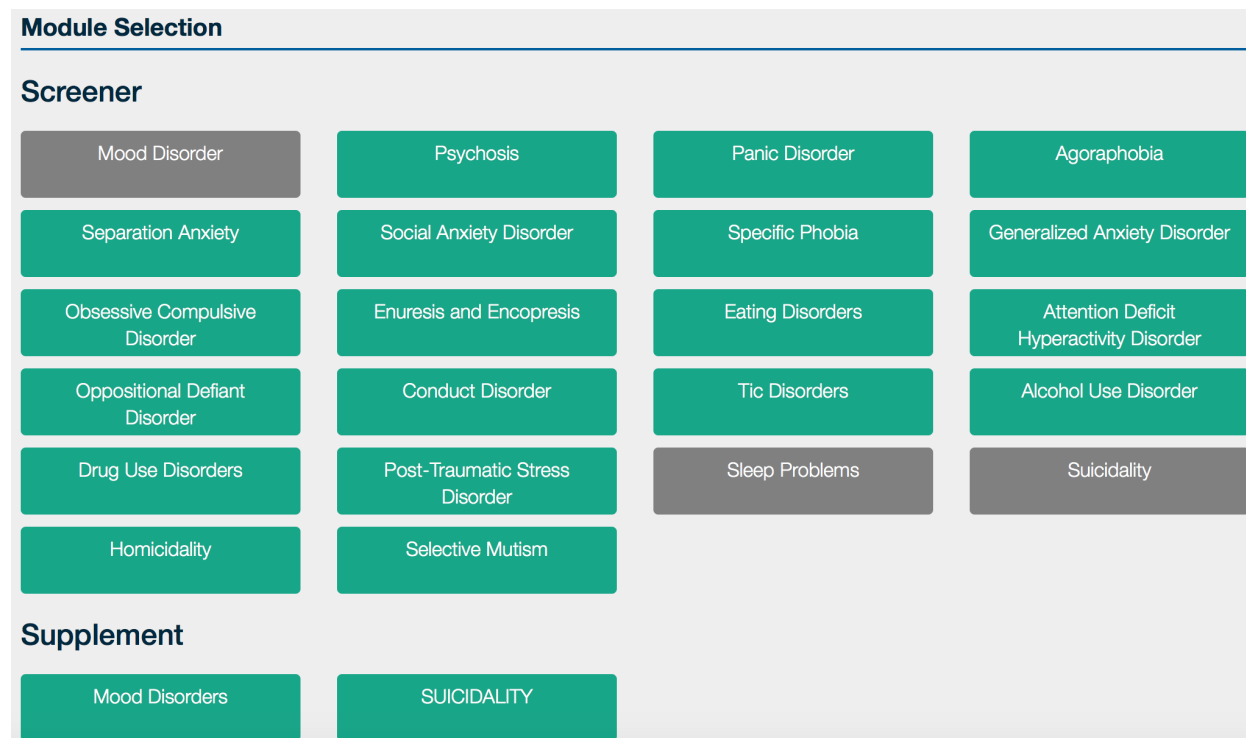 Module Selection
Screener
Mood Disorder
Psychosis
Panic Disorder
Agoraphobia
Separation Anxiety
Social Anxiety Disorder
Specific Phobia
Generalized Anxiety Disorder
Obsessive Compulsive
Disorder
Enuresis and Encopresis
Eating Disorders
Attention Deficit
Hyperactivity Disorder
Oppositional Defiant
Disorder
Conduct Disorder
Tic Disorders
Alcohol Use Disorder
Drug Use Disorders
Post-Traumatic Stress
Disorder
Sleep Problems
Suicidality
Homicidality
Selective Mutism
Supplement
Mood Disorders
SUICIDALITY